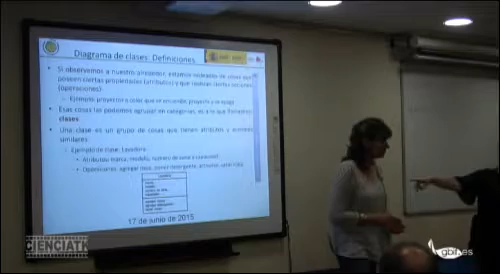 Diagrama de clases. Definiciones
Si observamos a nuestro alrededor, estamos rodeados de cosas que
poseen ciertas propiedades (atributos) y que realizan ciertas acciones
(operaciones)
Ejemplo: proyector a color que se enciende, proyecta y se apaga
Esas cosas las podemos agrupar en categorías, es a lo que llamamos
clases
Una clase es un grupo de cosas que tienen atributos y acciones
similares
Ejemplo de clase: Lavadora
Atributos: marca, modelo, número de serie y capacidad
Operaciones: agregar ropa, detergente, activarse, sacar ropa
17 de junio de 2015
CIENCIATK
gbif.es